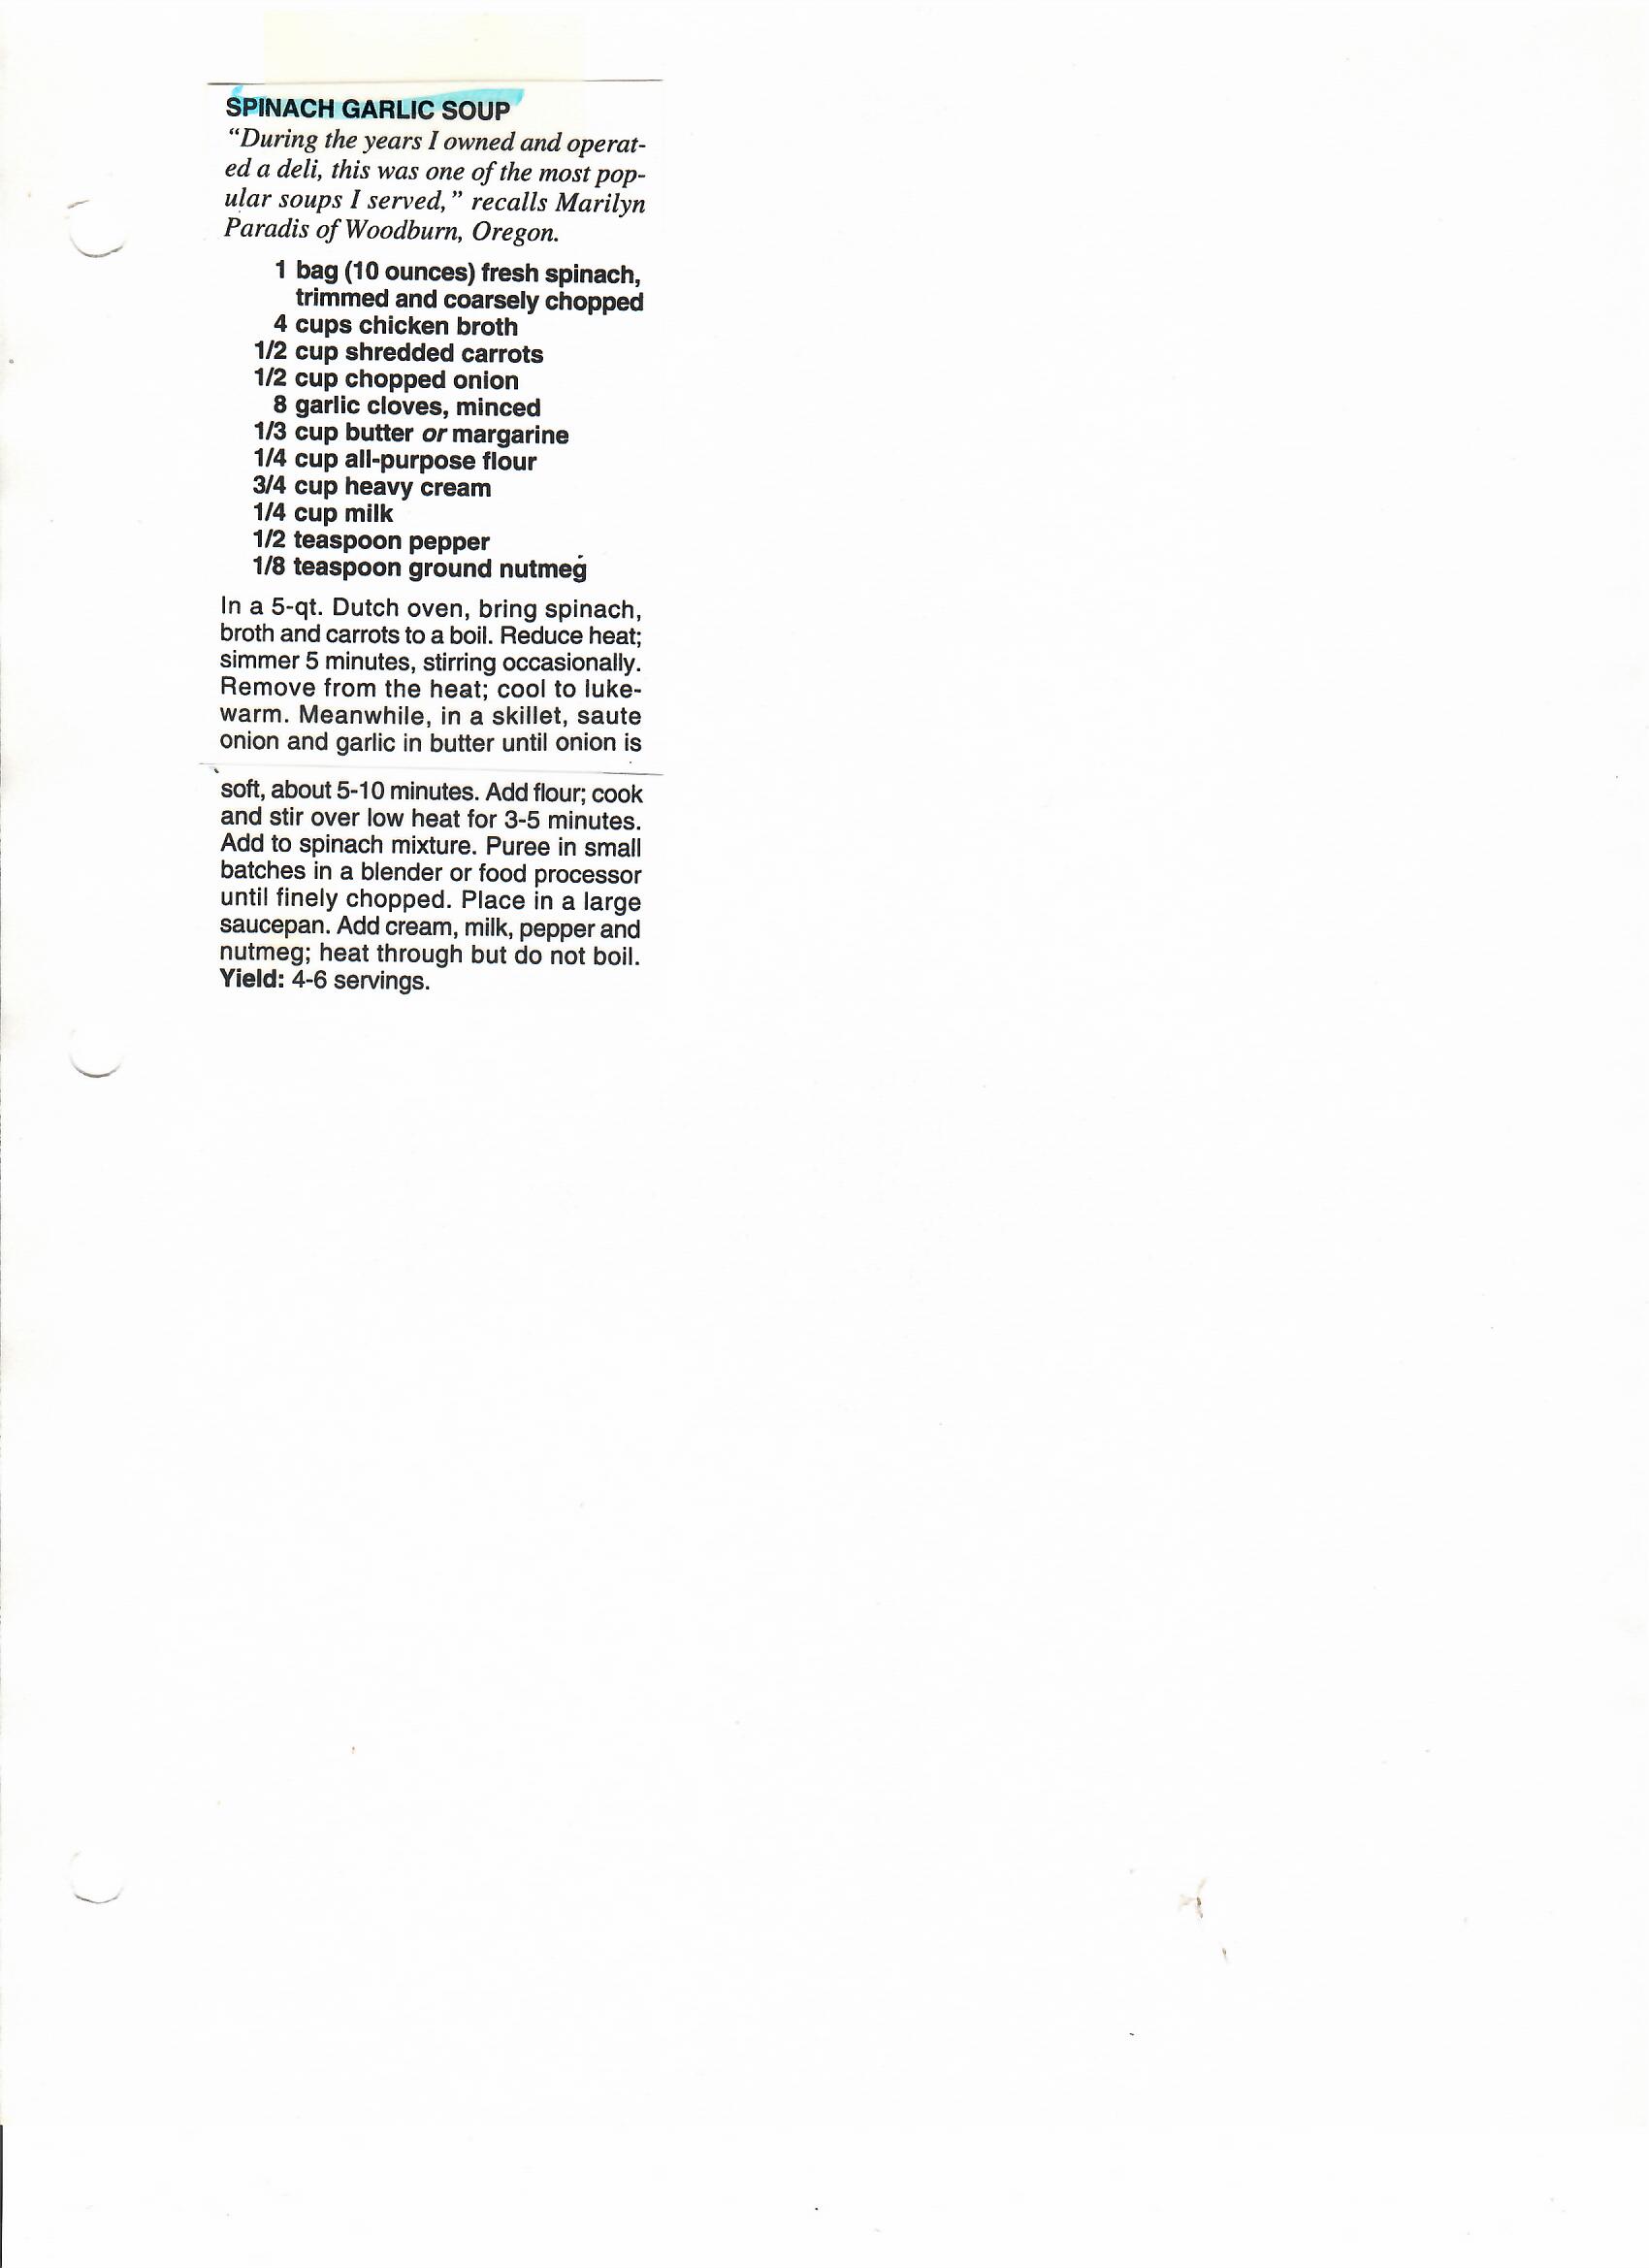 SPINACH GARLIC SOUP
“During the years I owned and operat-
ed a deli, this was one of the most pop-
ular soups I served,” recalls Marilyn
Paradis of Woodburn, Oregon.
1 bag (10 ounces) fresh spinach,
trimmed and coarsely chopped
4 cups chicken broth
1/2 cup shredded carrots
1/2 cup chopped onion
8 garlic cloves, minced
1/3 cup butter or margarine
1/4 cup all-purpose flour
3/4 cup heavy cream
1/4 cup milk
1/2 teaspoon pepper
1/8 teaspoon ground nutmeg
In a 5-qt. Dutch oven, bring spinach,
broth and carrots to a boil. Reduce heat;
simmer 5 minutes, stirring occasionally.
Remove from the heat; cool to luke-
warm. Meanwhile, in a skillet, saute
onion and garlic in butter until onion is
soft, about 5-10 minutes. Add flour; cook
and stir over low heat for 3-5 minutes.
Add to spinach mixture. Puree in small
batches in a blender or food processor
until finely chopped. Place in a large
saucepan. Add cream, milk, pepper and
nutmeg; heat through but do not boil.
Yield: 4-6 servings.